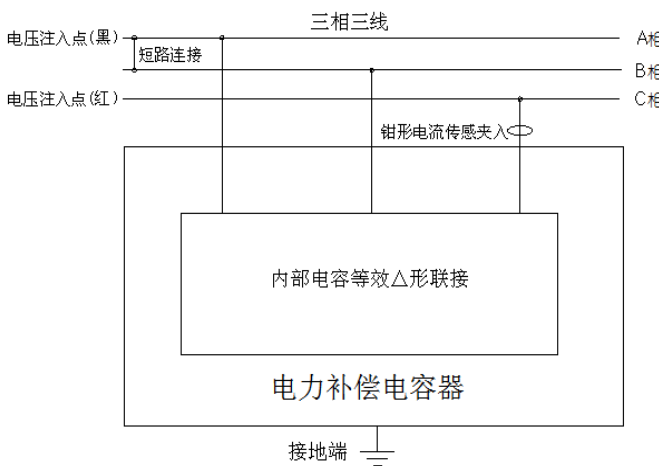 三相三线
电压注入点(黑)
A相
短路连接
B相
电压注入点(红)
C相
钳形电流传感夹入
内部电容等效△形联接
电力补偿电容器
接地端